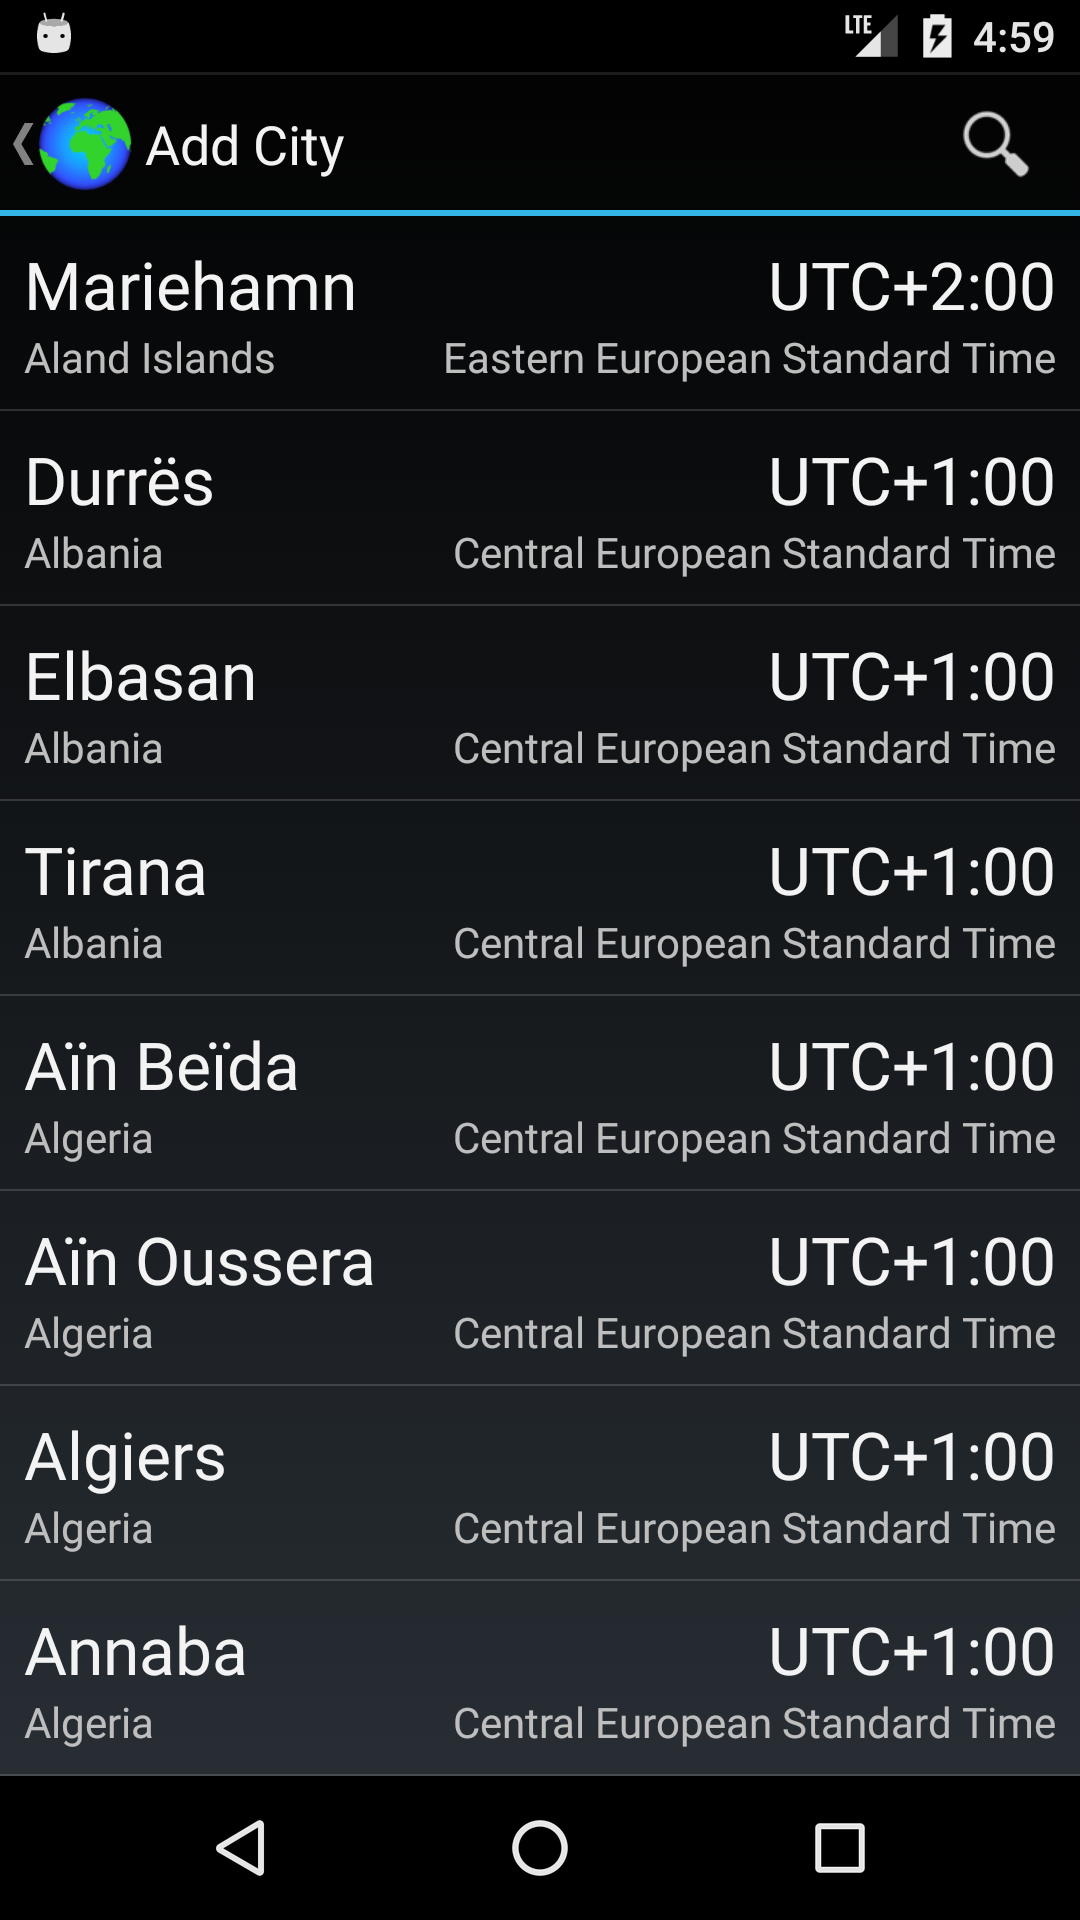 LTE 4:59
Add City
Mariehamn UTC+2:00
Aland Islands Eastern European Standard Time
Durrës UTC+1:00
Albania Central European Standard Time
Elbasan UTC+1:00
Albania Central European Standard Time
Tirana UTC+1:00
Albania Central European Standard Time
Aïn Beïda UTC+1:00
Algeria Central European Standard Time
Aïn Oussera UTC+1:00
Algeria Central European Standard Time
Algiers UTC+1:00
Algeria Central European Standard Time
Annaba UTC+1:00
Algeria Central European Standard Time